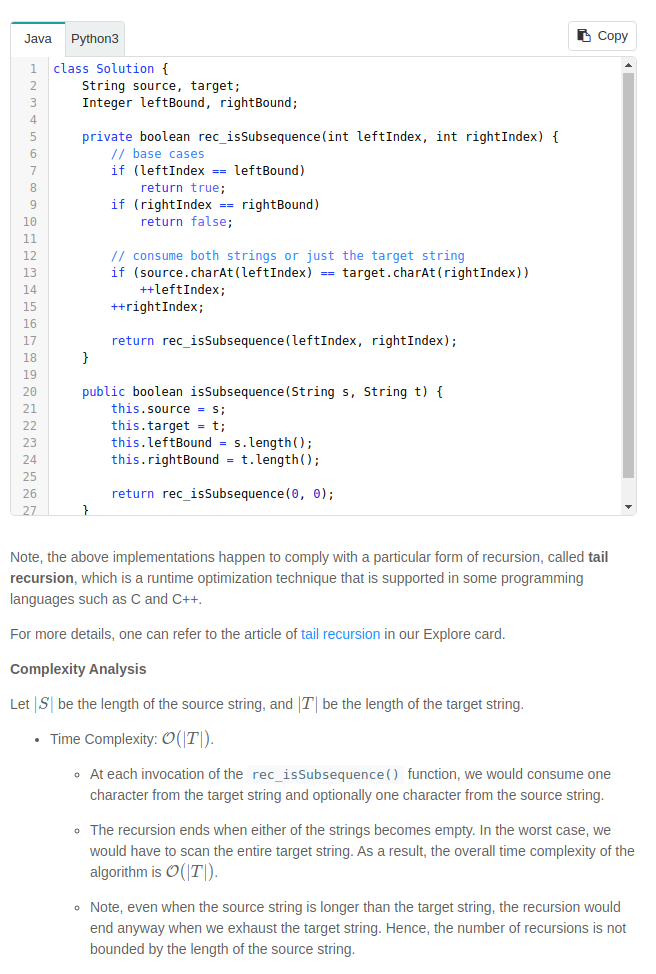 Java Python3 Copy
1 class Solution {
2     String source, target;
3     Integer leftBound, rightBound;
4
5     private boolean rec_isSubsequence(int leftIndex, int rightIndex) {
6         // base cases
7         if (leftIndex == leftBound)
8             return true;
9         if (rightIndex == rightBound)
10             return false;
11
12         // consume both strings or just the target string
13         if (source.charAt(leftIndex) == target.charAt(rightIndex))
14             ++leftIndex;
15         ++rightIndex;
16
17         return rec_isSubsequence(leftIndex, rightIndex);
18     }
19
20     public boolean isSubsequence(String s, String t) {
21         this.source = s;
22         this.target = t;
23         this.leftBound = s.length();
24         this.rightBound = t.length();
25
26         return rec_isSubsequence(0, 0);
27     }
Note, the above implementations happen to comply with a particular form of recursion, called tail
recursion, which is a runtime optimization technique that is supported in some programming
languages such as C and C++.
For more details, one can refer to the article of tail recursion in our Explore card.
Complexity Analysis
Let |S| be the length of the source string, and |T| be the length of the target string.
• Time Complexity: O(|T|).
◦ At each invocation of the rec_isSubsequence() function, we would consume one
character from the target string and optionally one character from the source string.
◦ The recursion ends when either of the strings becomes empty. In the worst case, we
would have to scan the entire target string. As a result, the overall time complexity of the
algorithm is O(|T|).
◦ Note, even when the source string is longer than the target string, the recursion would
end anyway when we exhaust the target string. Hence, the number of recursions is not
bounded by the length of the source string.